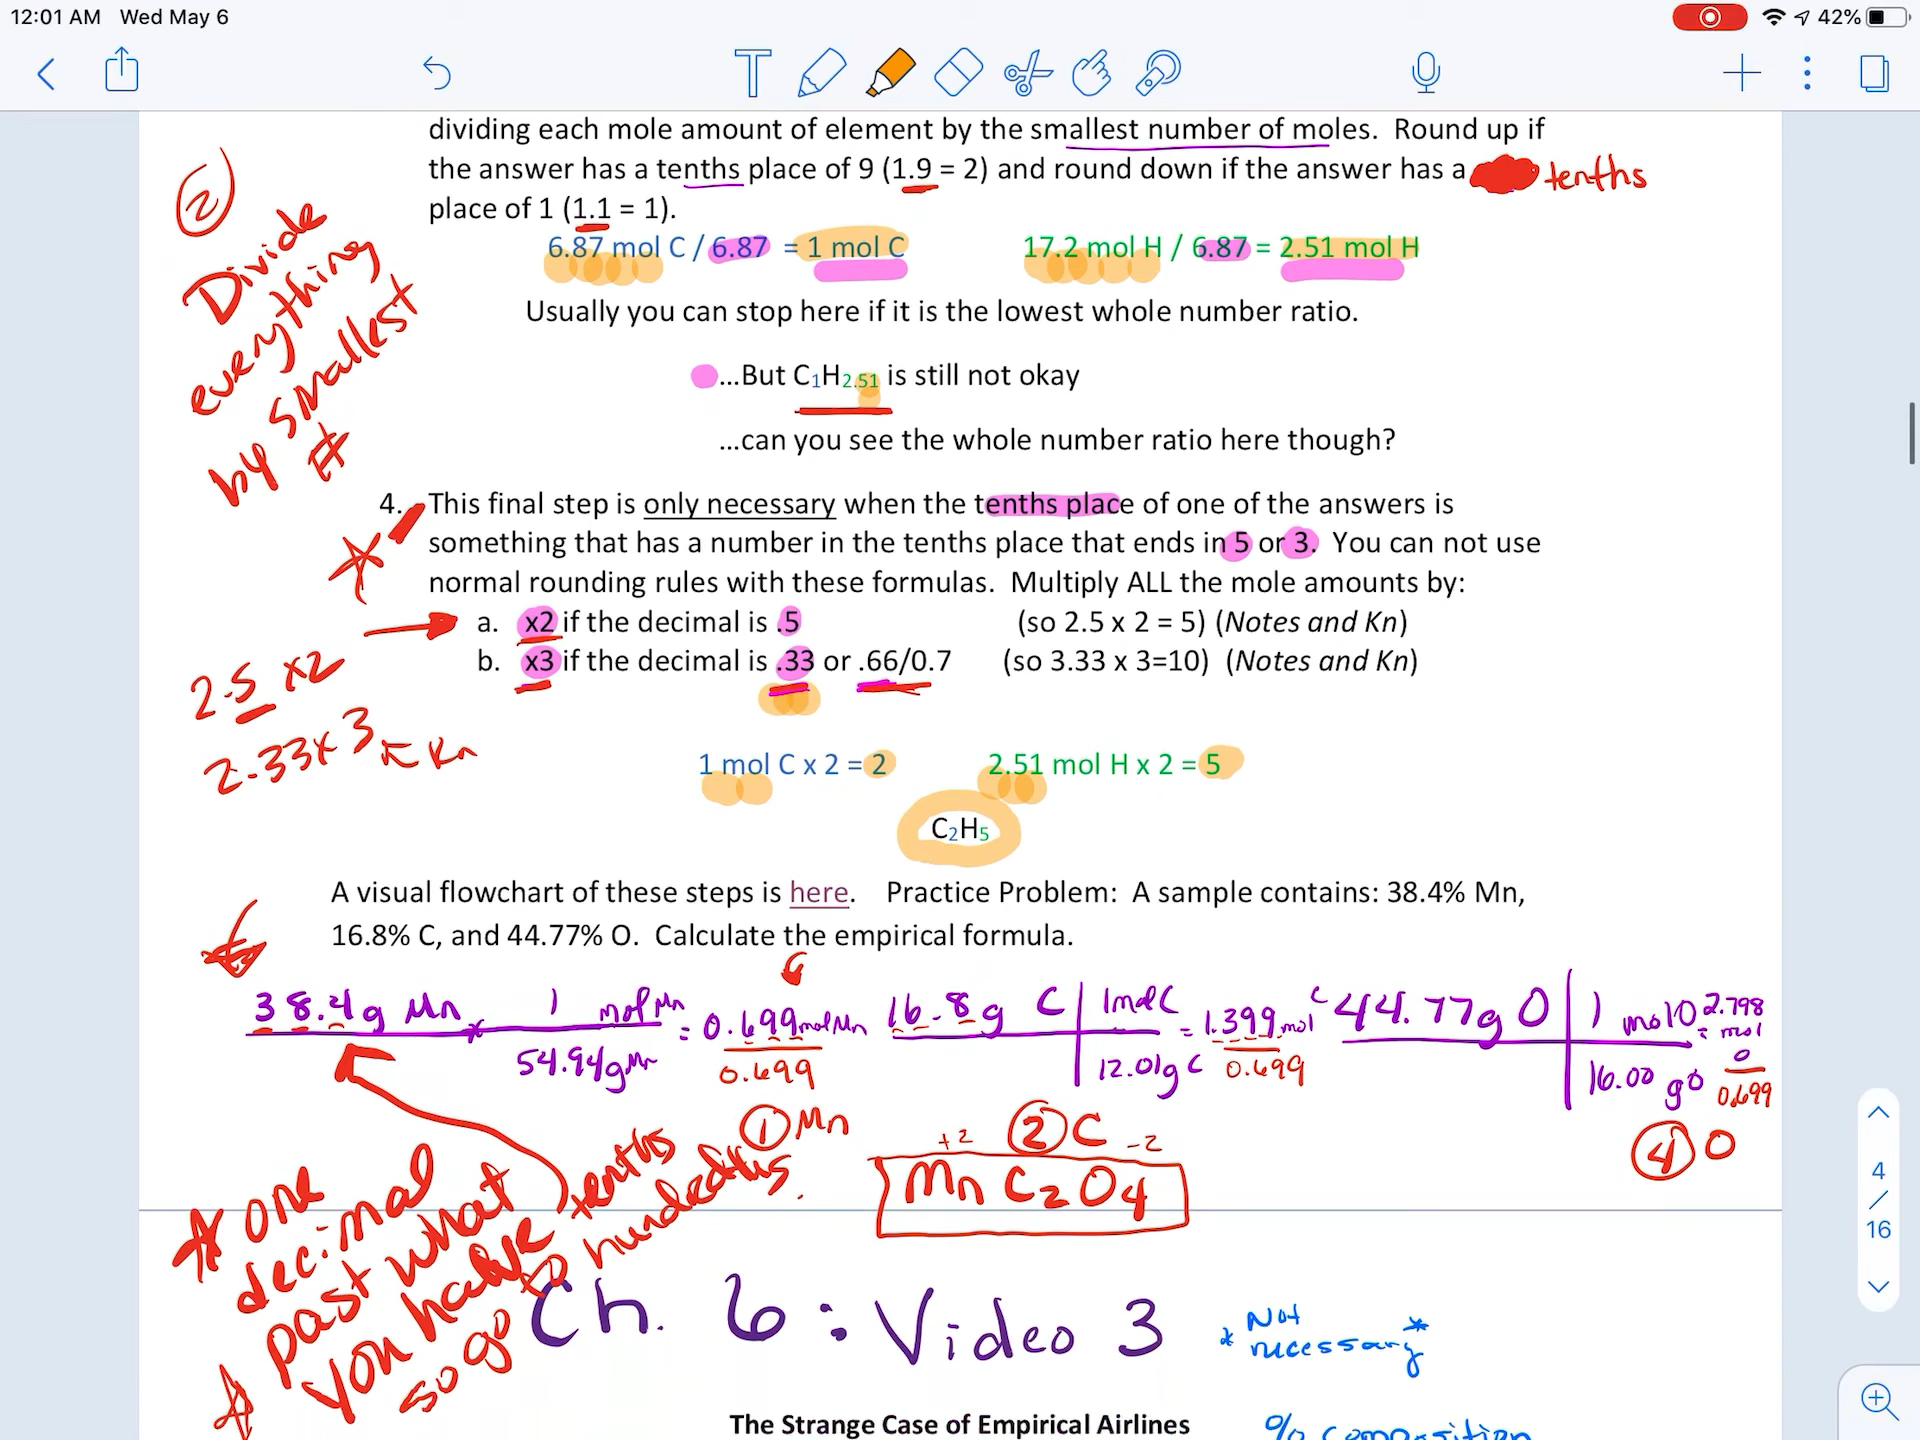 12:01 AM Wed May 6
42%
T
dividing each mole amount of element by the smallest number of moles. Round up if
the answer has a tenths place of 9 (1.9 = 2) and round down if the answer has a tenths
place of 1 (1.1 = 1).
6.87 mol C / 6.87 = 1 mol C 17.2 mol H / 6.87 = 2.51 mol H
Usually you can stop here if it is the lowest whole number ratio.
...But C₁H₂.₅₁ is still not okay
...can you see the whole number ratio here though?
2
Divide
everything
by smallest
#
4. This final step is only necessary when the tenths place of one of the answers is
something that has a number in the tenths place that ends in 5 or 3. You can not use
normal rounding rules with these formulas. Multiply ALL the mole amounts by:
a. x2 if the decimal is .5 (so 2.5 x 2 = 5) (Notes and Kn)
b. x3 if the decimal is .33 or .66/0.7 (so 3.33 x 3=10) (Notes and Kn)
2.5 x2
2.33x3 Kn
1 mol C x 2 = 2 2.51 mol H x 2 = 5
C₂H₅
A visual flowchart of these steps is here. Practice Problem: A sample contains: 38.4% Mn,
16.8% C, and 44.77% O. Calculate the empirical formula.
38.4g Mn * 1 mol Mn / 54.94g Mn = 0.699 mol Mn / 0.699
16.8g C 1 mol C / 12.01g C = 1.399 mol C / 0.699
44.77g O 1 mol O / 16.00 g O = 2.798 mol O / 0.699
1 Mn
2 C
4 O
+2 -2
Mn C₂O₄
* one
decimal
past what
you have
so go
tenths
to hundredths.
Ch. 6: Video 3
* Not
necessary *
The Strange Case of Empirical Airlines
% composition
4
/
16